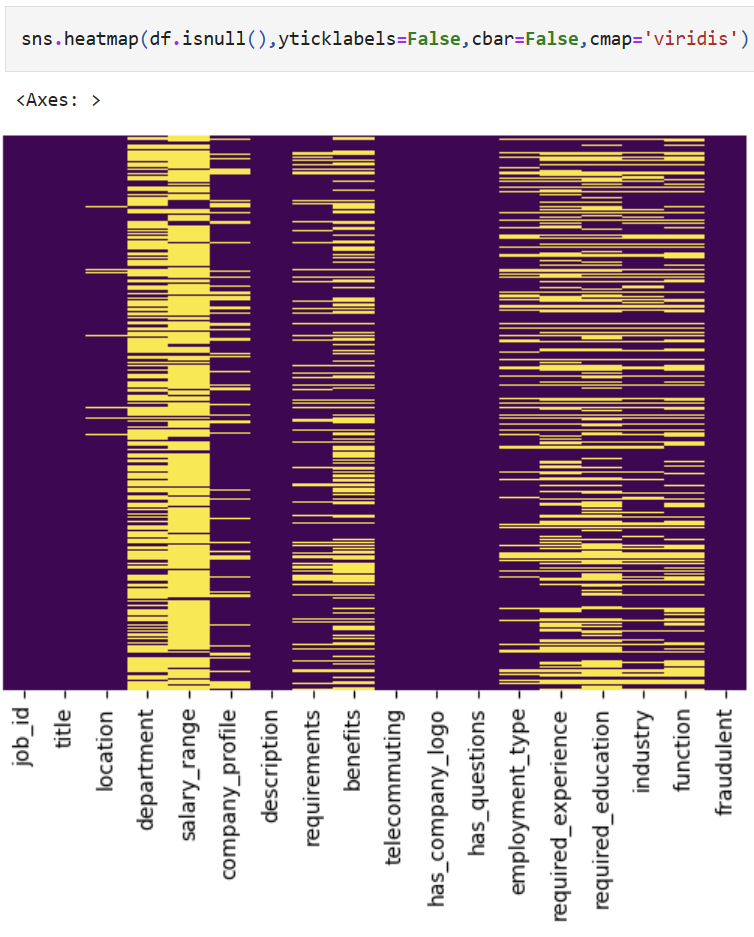 sns.heatmap(df.isnull(),yticklabels=False,cbar=False,cmap='viridis')
<Axes: >
job_id
title
location
department
salary_range
company_profile
description
requirements
benefits
telecommuting
has_company_logo
has_questions
employment_type
required_experience
required_education
industry
function
fraudulent